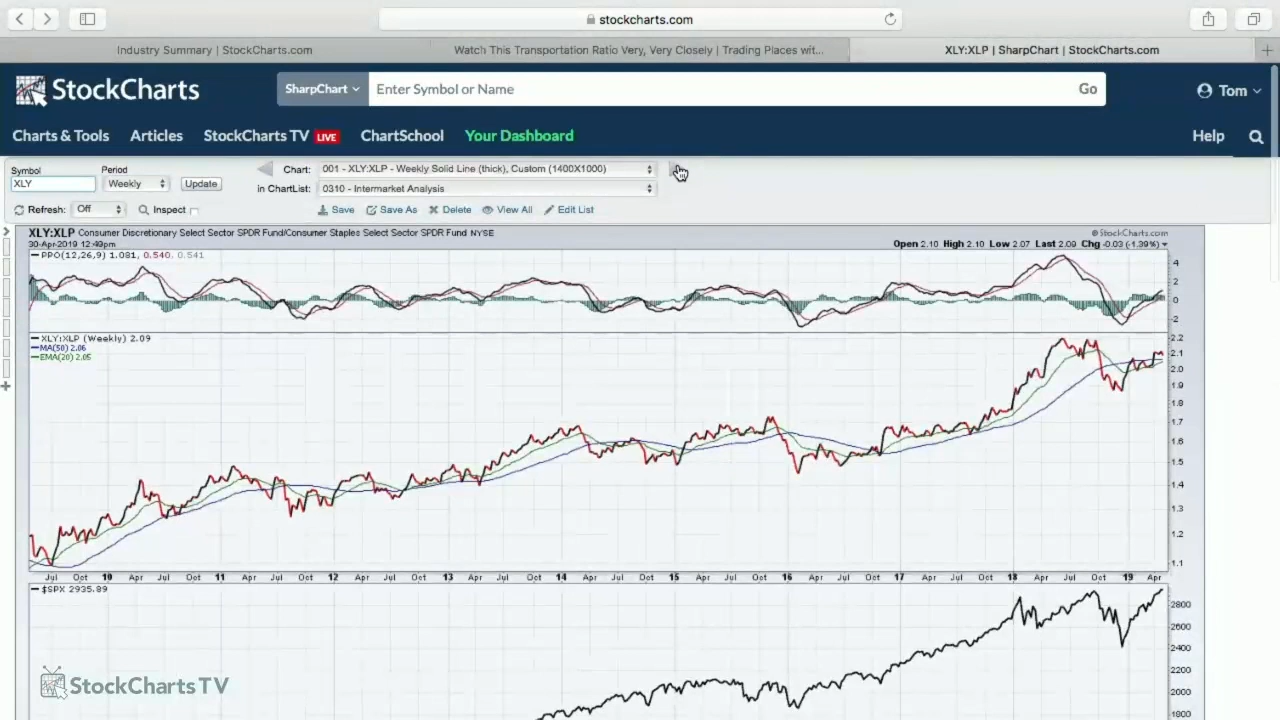 stockcharts.com
Industry Summary | StockCharts.com
Watch This Transportation Ratio Very, Very Closely | Trading Places wit...
XLY:XLP | SharpChart | StockCharts.com
StockCharts
SharpChart
Enter Symbol or Name
Go
Tom
Charts & Tools
Articles
StockCharts TV LIVE
ChartSchool
Your Dashboard
Help
Symbol
Period
Chart: 001 - XLY:XLP - Weekly Solid Line (thick), Custom (1400X1000)
XLY
Weekly
Update
in ChartList: 0310 - Intermarket Analysis
Refresh: Off
Inspect
Save
Save As
Delete
View All
Edit List
XLY:XLP Consumer Discretionary Select Sector SPDR Fund/Consumer Staples Select Sector SPDR Fund NYSE
© StockCharts.com
30-Apr-2019 12:49pm
Open 2.10 High 2.10 Low 2.07 Last 2.09 Chg -0.03 (-1.39%)
PPO(12,26,9) 1.081, 0.540, 0.541
4
2
0
-2
XLY:XLP (Weekly) 2.09
MA(50) 2.06
EMA(20) 2.05
2.2
2.1
2.0
1.9
1.8
1.7
1.6
1.5
1.4
1.3
1.2
1.1
Jul Oct 10 Apr Jul Oct 11 Apr Jul Oct 12 Apr Jul Oct 13 Apr Jul Oct 14 Apr Jul Oct 15 Apr Jul Oct 16 Apr Jul Oct 17 Apr Jul Oct 18 Apr Jul Oct 19 Apr
$SPX 2935.89
2800
2600
2400
2200
2000
1800
StockCharts TV